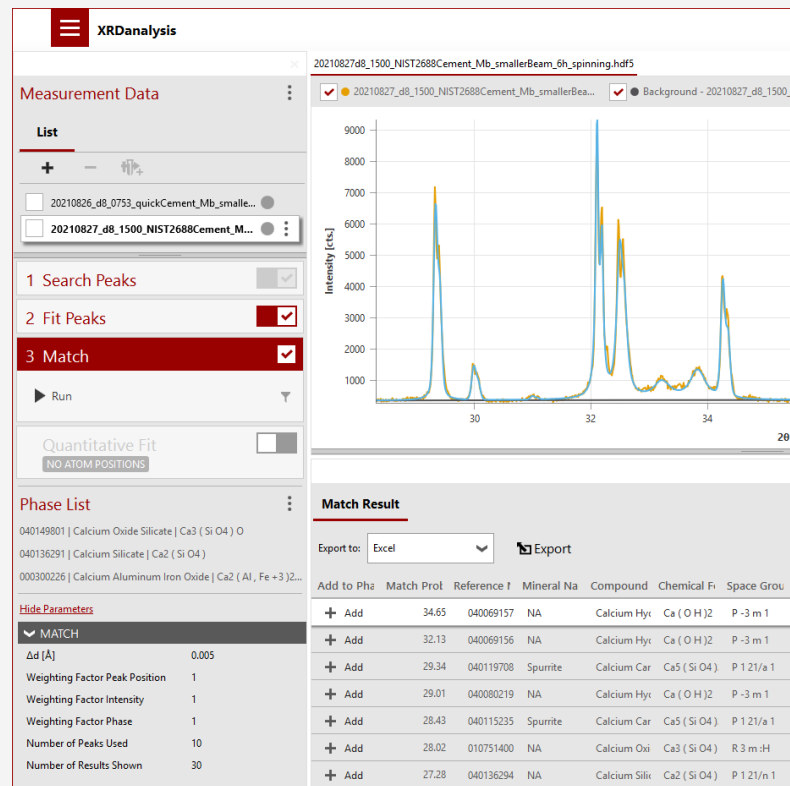 XRDanalysis
Measurement Data
List
20210826_d8_0753_quickCement_Mb_smalle...
20210827_d8_1500_NIST2688Cement_M...
1 Search Peaks
2 Fit Peaks
3 Match
Run
Quantitative Fit
NO ATOM POSITIONS
Phase List
040149801 | Calcium Oxide Silicate | Ca3 ( Si O4 ) O
040136291 | Calcium Silicate | Ca2 ( Si O4 )
000300226 | Calcium Aluminum Iron Oxide | Ca2 ( Al , Fe +3 )2...
Hide Parameters
MATCH
Δd [Å] 0.005
Weighting Factor Peak Position 1
Weighting Factor Intensity 1
Weighting Factor Phase 1
Number of Peaks Used 10
Number of Results Shown 30
20210827d8_1500_NIST2688Cement_Mb_smallerBeam_6h_spinning.hdf5
20210827_d8_1500_NIST2688Cement_Mb_smallerBea... Background - 20210827_d8_1500_
Intensity [cts.]
9000
8000
7000
6000
5000
4000
3000
2000
1000
30 32 34
20
Match Result
Export to: Excel Export
Add to Pha Match Prob Reference N Mineral Na Compound Chemical Fo Space Grou
Add 34.65 040069157 NA Calcium Hyd Ca ( O H )2 P -3 m 1
Add 32.13 040069156 NA Calcium Hyd Ca ( O H )2 P -3 m 1
Add 29.34 040119708 Spurrite Calcium Car Ca5 ( Si O4 ) P 1 21/a 1
Add 29.01 040080219 NA Calcium Hyd Ca ( O H )2 P -3 m 1
Add 28.43 040115235 Spurrite Calcium Car Ca5 ( Si O4 ) P 1 21/a 1
Add 28.02 010751400 NA Calcium Oxi Ca3 ( Si O4 ) R 3 m :H
Add 27.28 040136294 NA Calcium Silic Ca2 ( Si O4 ) P 1 21/n 1